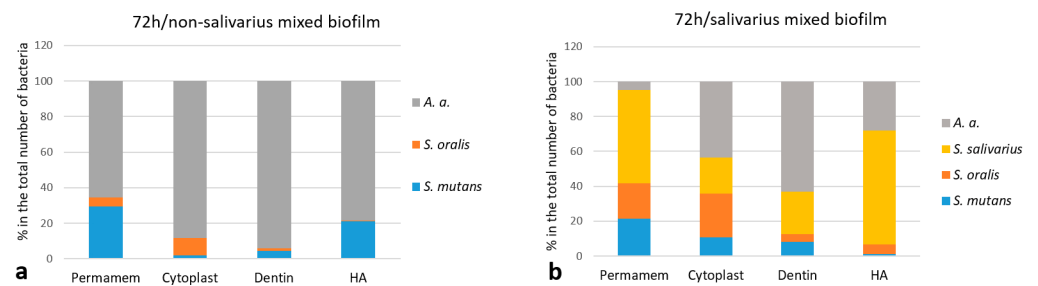 72h/non-salivarius mixed biofilm
% in the total number of bacteria
120
100
80
60
40
20
0
Permamem Cytoplast Dentin HA
A. a.
S. oralis
S. mutans
a
72h/salivarius mixed biofilm
% in the total number of bacteria
120
100
80
60
40
20
0
Permamem Cytoplast Dentin HA
A. a.
S. salivarius
S. oralis
S. mutans
b